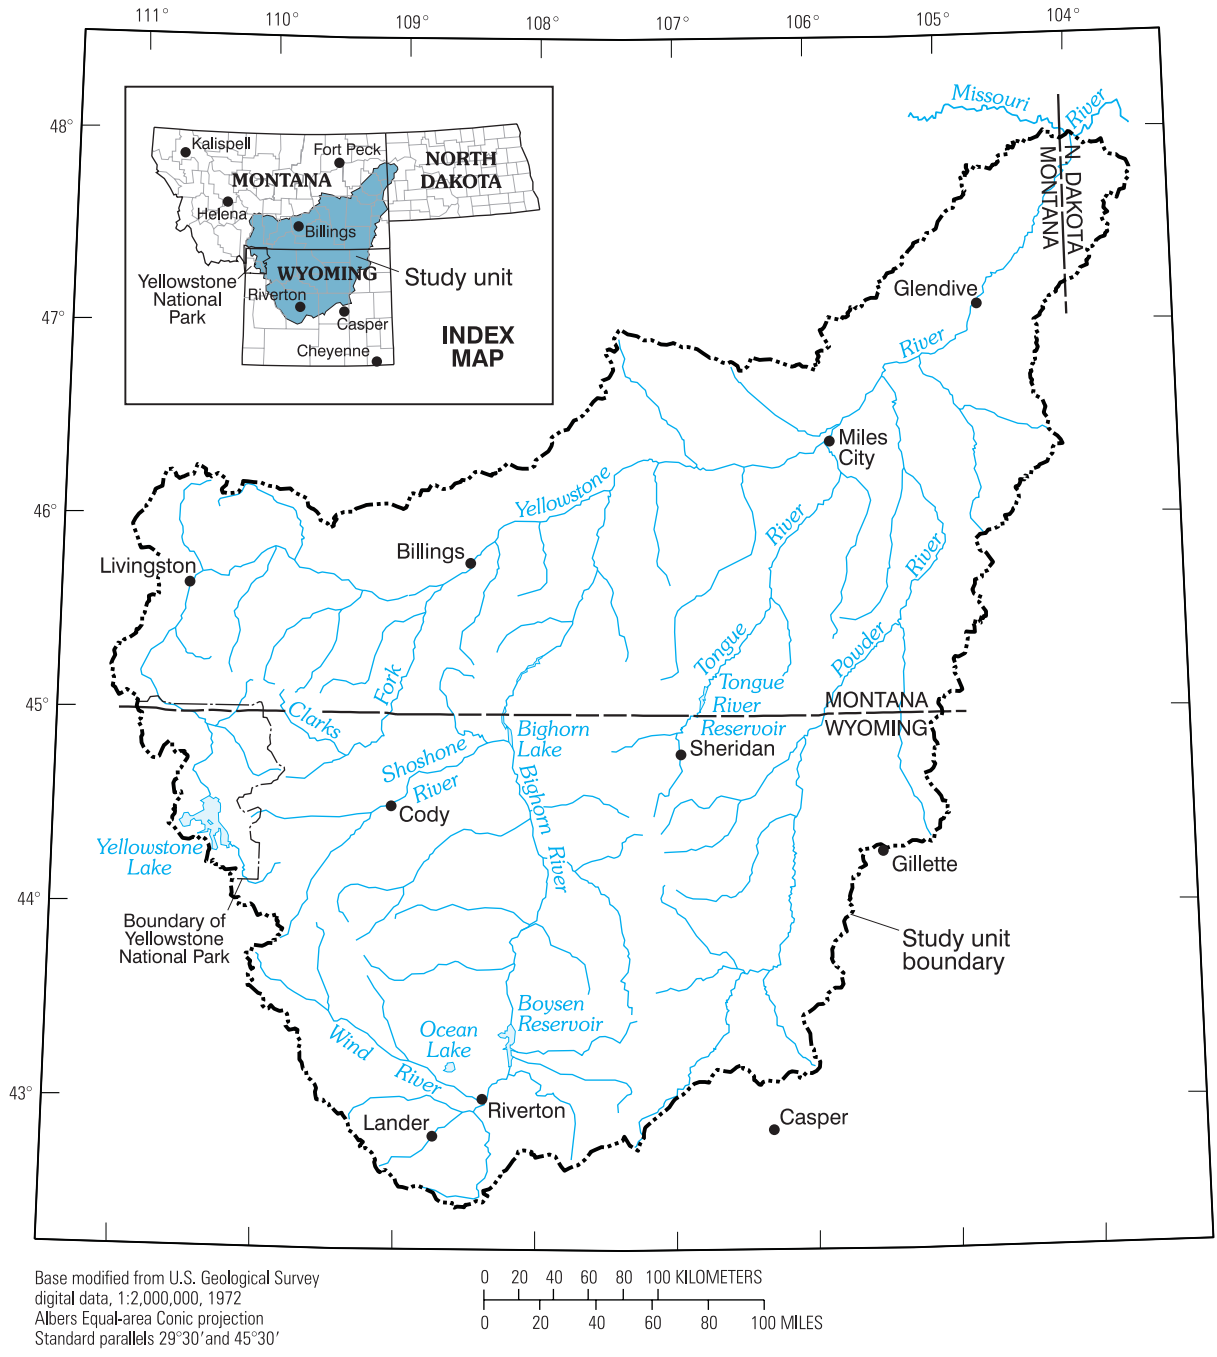 111°
110°
109°
108°
107°
106°
105°
104°
48°
47°
46°
45°
44°
43°
Kalispell
Fort Peck
MONTANA
NORTH
DAKOTA
Helena
Billings
WYOMING
Study unit
Yellowstone
National
Park
Riverton
Casper
Cheyenne
INDEX
MAP
Missouri
River
N. DAKOTA
MONTANA
Glendive
River
Miles
City
Yellowstone
River
River
Billings
Livingston
Tongue
Powder
Fork
Clarks
Tongue
River
Reservoir
MONTANA
WYOMING
Bighorn
Lake
Sheridan
Shoshone
River
Cody
Bighorn
River
Yellowstone
Lake
Gillette
Boundary of
Yellowstone
National Park
Study unit
boundary
Boysen
Reservoir
Ocean
Lake
Wind
River
Riverton
Lander
Casper
Base modified from U.S. Geological Survey
digital data, 1:2,000,000, 1972
Albers Equal-area Conic projection
Standard parallels 29°30′ and 45°30′
0 20 40 60 80 100 KILOMETERS
0 20 40 60 80 100 MILES